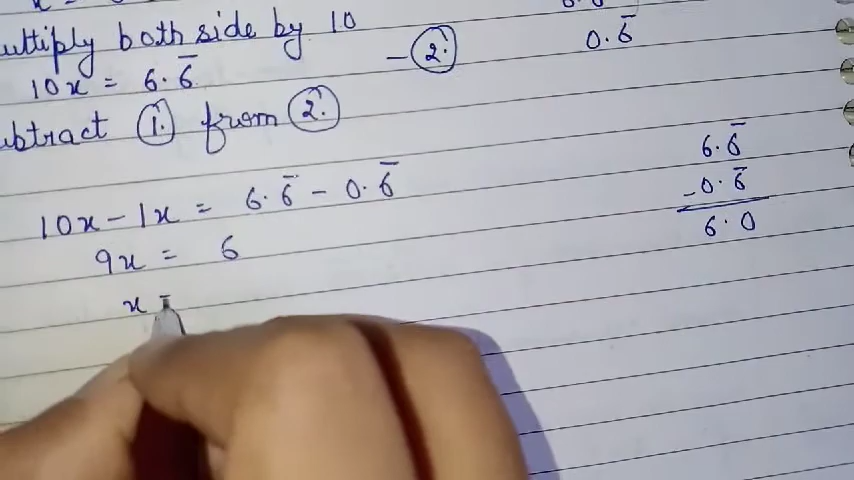 x =
ultiply both side by 10
10x = 6.6̅ - 2.
ubtract 1. from 2.
10x - 1x = 6.6̅ - 0.6̅
9x = 6
x =
0.6̅
6.6̅
- 0.6̅
6.0